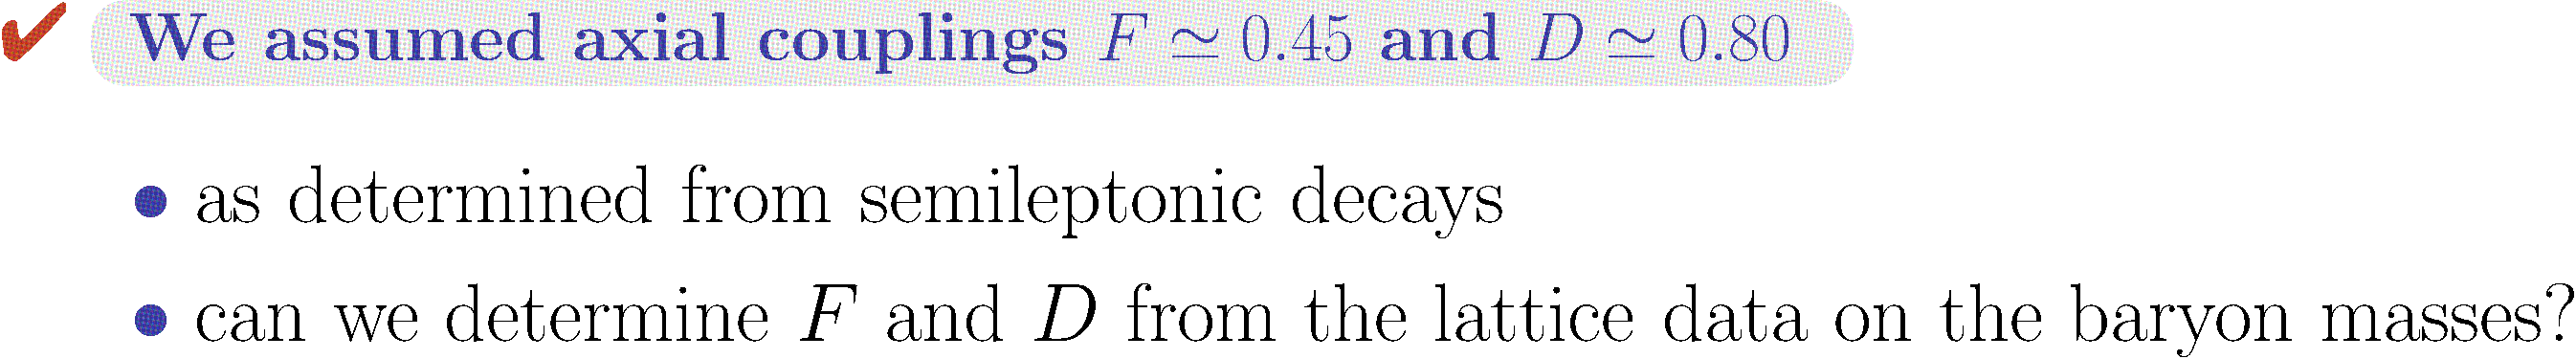 ✔ We assumed axial couplings F ≃ 0.45 and D ≃ 0.80
• as determined from semileptonic decays
• can we determine F and D from the lattice data on the baryon masses?